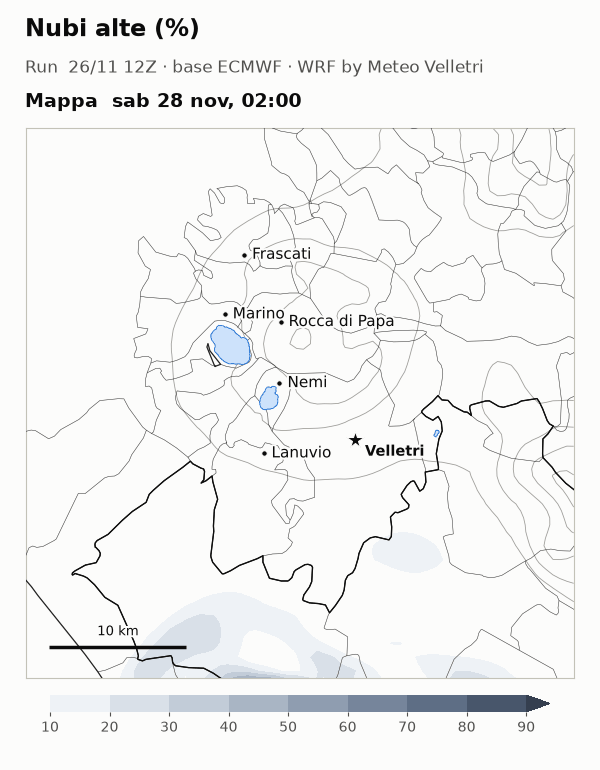 Nubi alte (%)
Run  26/11 12Z · base ECMWF · WRF by Meteo Velletri
Mappa  sab 28 nov, 02:00
Frascati
Marino
Rocca di Papa
Nemi
Velletri
Lanuvio
10 km
10 20 30 40 50 60 70 80 90